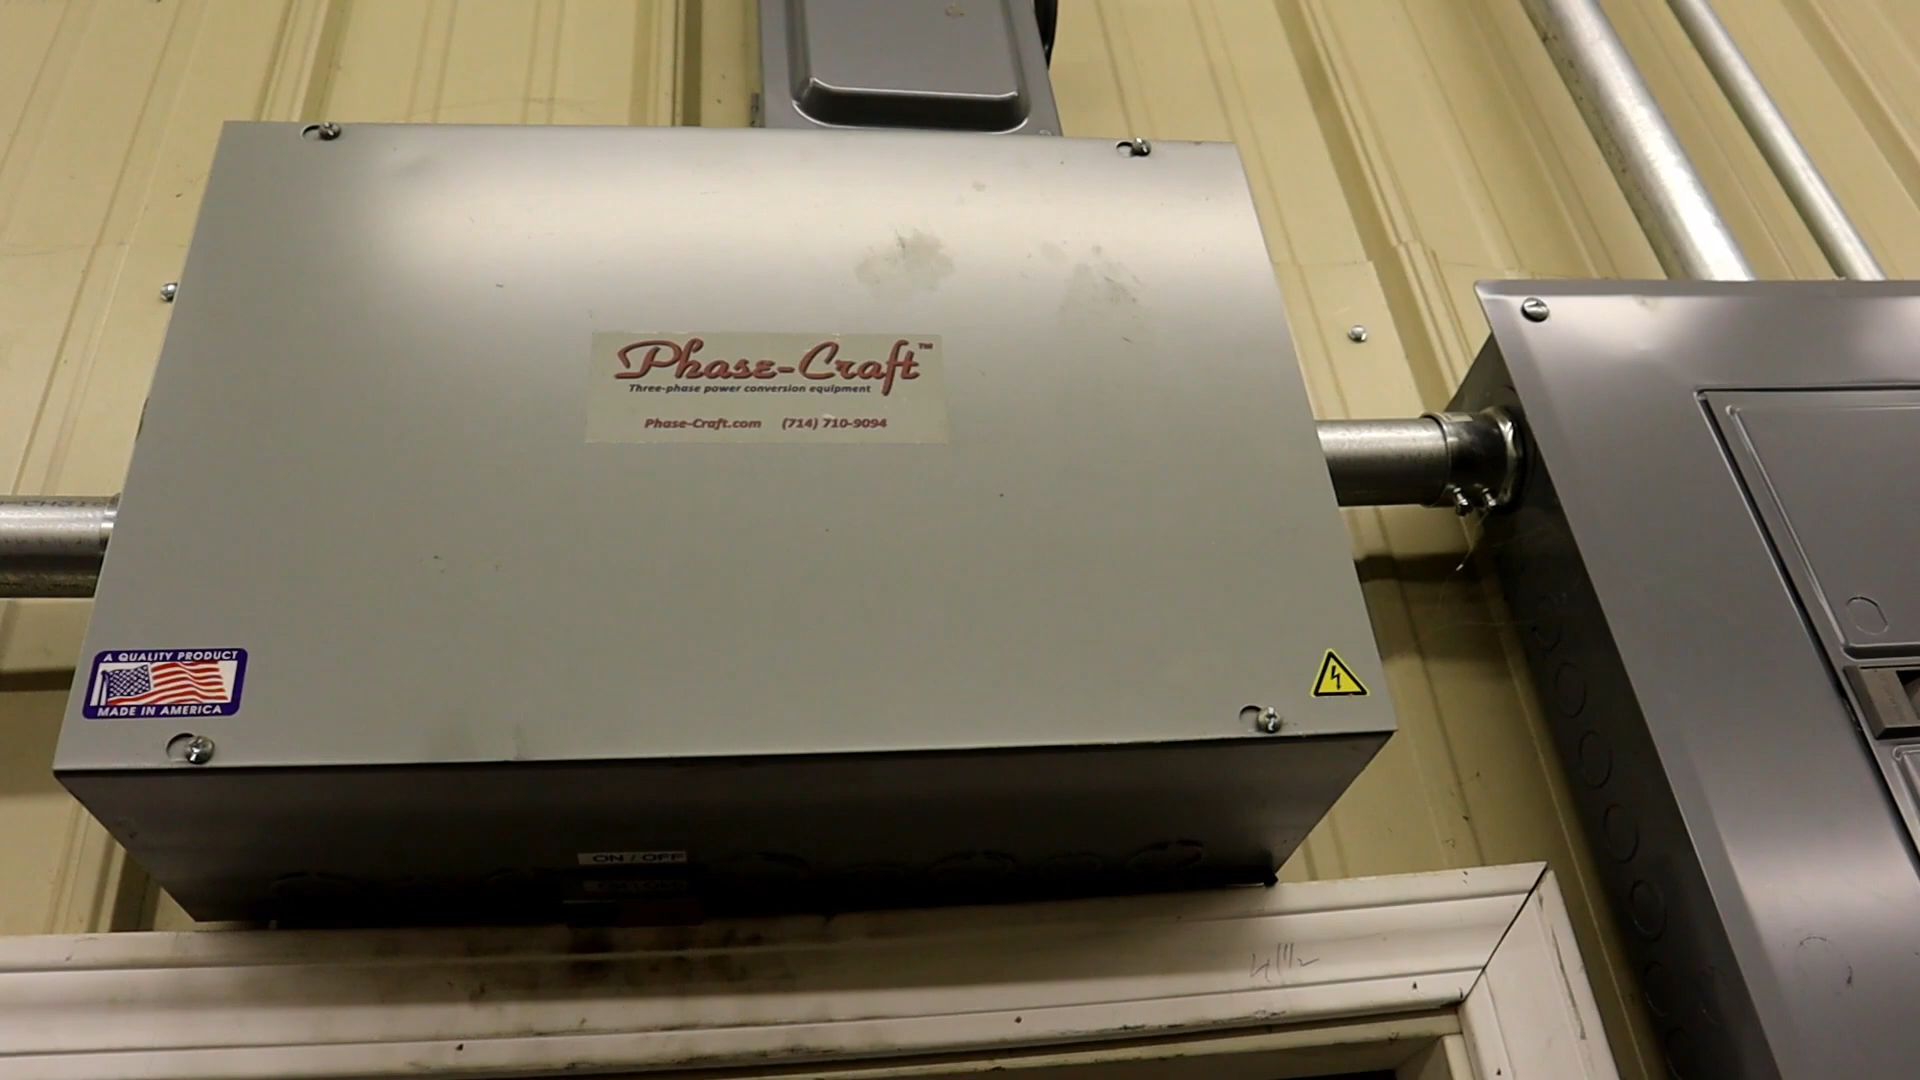 Phase-Craft™
Three-phase power conversion equipment
Phase-Craft.com (714) 710-9094
A QUALITY PRODUCT
MADE IN AMERICA
ON / OFF